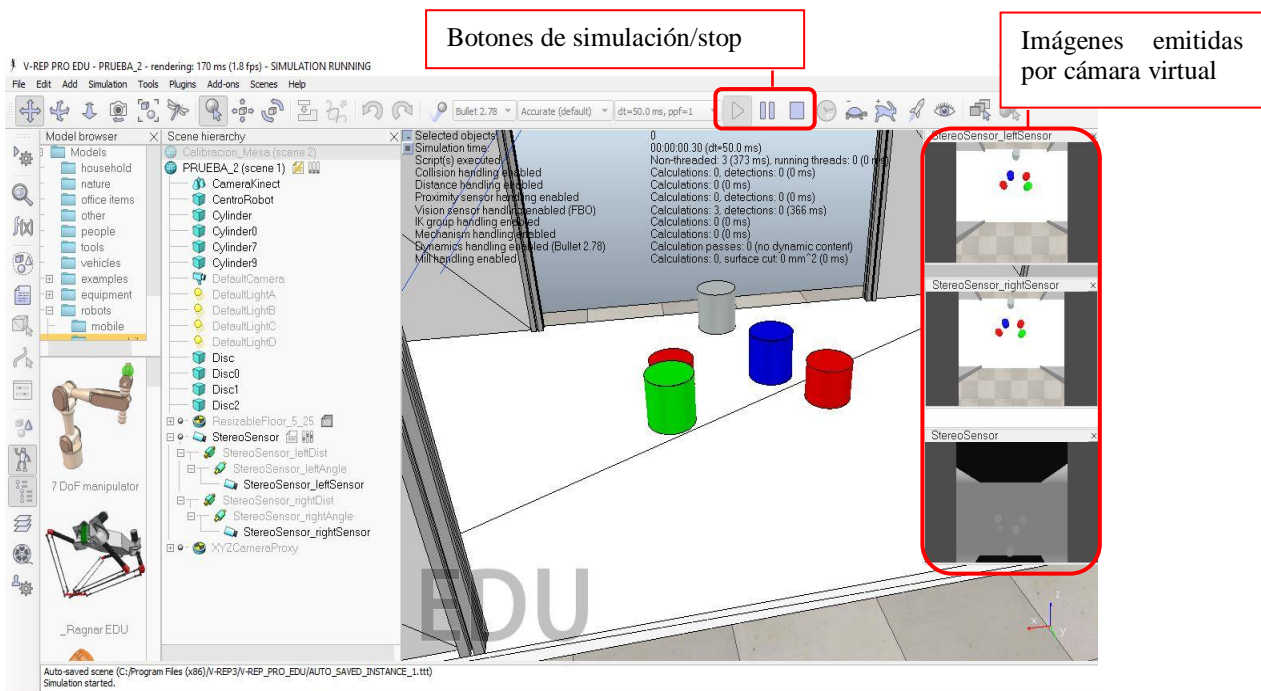 Botones de simulación/stop
Imágenes emitidas
por cámara virtual
V-REP PRO EDU - PRUEBA_2 - rendering: 170 ms (1.8 fps) - SIMULATION RUNNING
File Edit Add Simulation Tools Plugins Add-ons Scenes Help
Bullet 2.78 Accurate (default) dt=50.0 ms, ppf=1
Model browser
Models
household
nature
office items
other
people
tools
vehicles
examples
equipment
robots
mobile
7 DoF manipulator
_Ragnar EDU
Scene hierarchy
Calibracion_Mesa (scene 2)
PRUEBA_2 (scene 1)
CameraKinect
CentroRobot
Cylinder
Cylinder0
Cylinder7
Cylinder9
DefaultCamera
DefaultLightA
DefaultLightB
DefaultLightC
DefaultLightD
Disc
Disc0
Disc1
Disc2
ResizableFloor_5_25
StereoSensor
StereoSensor_leftDist
StereoSensor_leftAngle
StereoSensor_leftSensor
StereoSensor_rightDist
StereoSensor_rightAngle
StereoSensor_rightSensor
XYZCameraProxy
Selected objects: 0
Simulation time: 00:00:00.30 (dt=50.0 ms)
Script(s) executed Non-threaded: 3 (373 ms), running threads: 0 (0 ms)
Collision handling enabled Calculations: 0, detections: 0 (0 ms)
Distance handling enabled Calculations: 0 (0 ms)
Proximity sensor handling enabled Calculations: 0, detections: 0 (0 ms)
Vision sensor handling enabled (FBO) Calculations: 3, detections: 0 (366 ms)
IK group handling enabled Calculations: 0 (0 ms)
Mechanism handling enabled Calculations: 0 (0 ms)
Dynamics handling enabled (Bullet 2.78) Calculation passes: 0 (no dynamic content)
Mill handling enabled Calculations: 0, surface cut: 0 mm^2 (0 ms)
StereoSensor_leftSensor
StereoSensor_rightSensor
StereoSensor
EDU
x
y
z
Auto-saved scene (C:/Program Files (x86)/V-REP3/V-REP_PRO_EDU/AUTO_SAVED_INSTANCE_1.ttt)
Simulation started.